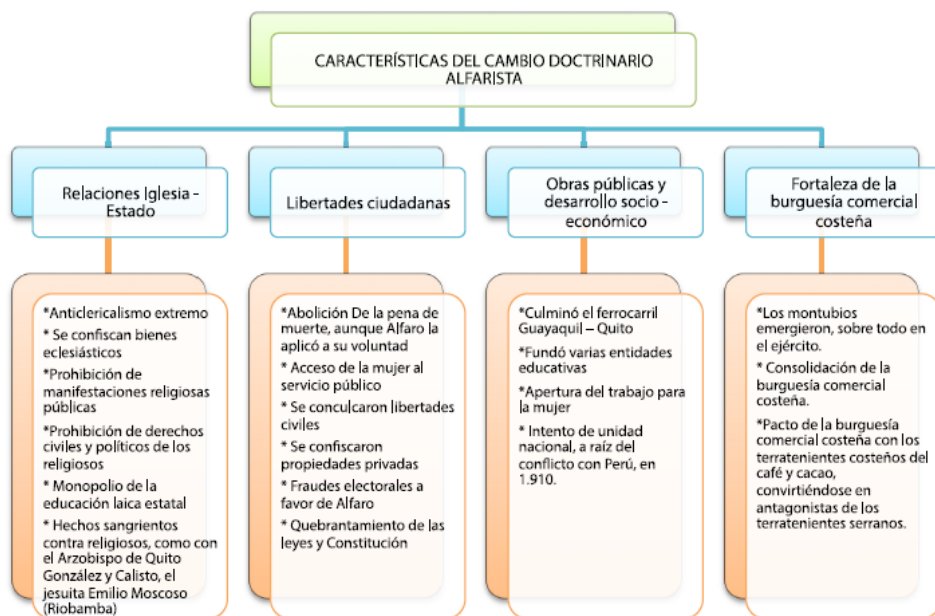 CARACTERÍSTICAS DEL CAMBIO DOCTRINARIO
ALFARISTA
Relaciones Iglesia -
Estado
*Anticlericalismo extremo
* Se confiscan bienes
eclesiásticos
*Prohibición de
manifestaciones religiosas
públicas
*Prohibición de derechos
civiles y políticos de los
religiosos
* Monopolio de la
educación laica estatal
* Hechos sangrientos
contra religiosos, como con
el Arzobispo de Quito
González y Calisto, el
jesuita Emilio Moscoso
(Riobamba)
Libertades ciudadanas
*Abolición De la pena de
muerte, aunque Alfaro la
aplicó a su voluntad
* Acceso de la mujer al
servicio público
* Se conculcaron libertades
civiles
* Se confiscaron
propiedades privadas
* Fraudes electorales a
favor de Alfaro
* Quebrantamiento de las
leyes y Constitución
Obras públicas y
desarrollo socio -
económico
*Culminó el ferrocarril
Guayaquil – Quito
*Fundó varias entidades
educativas
*Apertura del trabajo para
la mujer
* Intento de unidad
nacional, a raíz del
conflicto con Perú, en
1.910.
Fortaleza de la
burguesía comercial
costeña
*Los montubios
emergieron, sobre todo en
el ejército.
* Consolidación de la
burguesía comercial
costeña.
*Pacto de la burguesía
comercial costeña con los
terratenientes costeños del
café y cacao,
convirtiéndose en
antagonistas de los
terratenientes serranos.